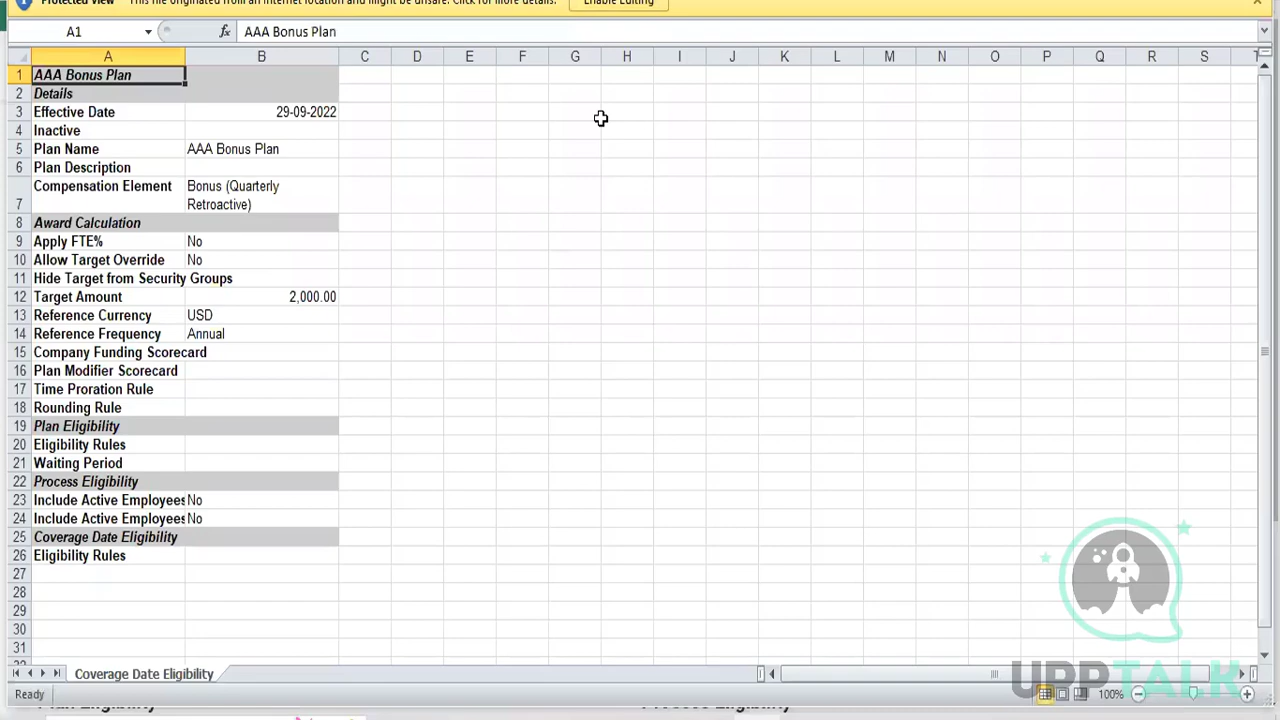 Protected View This file originated from an Internet location and might be unsafe. Click for more details. Enable Editing
A1 fx AAA Bonus Plan
A B C D E F G H I J K L M N O P Q R S T
1 AAA Bonus Plan
2 Details
3 Effective Date 29-09-2022
4 Inactive
5 Plan Name AAA Bonus Plan
6 Plan Description
Compensation Element Bonus (Quarterly
7 Retroactive)
8 Award Calculation
9 Apply FTE% No
10 Allow Target Override No
11 Hide Target from Security Groups
12 Target Amount 2,000.00
13 Reference Currency USD
14 Reference Frequency Annual
15 Company Funding Scorecard
16 Plan Modifier Scorecard
17 Time Proration Rule
18 Rounding Rule
19 Plan Eligibility
20 Eligibility Rules
21 Waiting Period
22 Process Eligibility
23 Include Active Employees No
24 Include Active Employees No
25 Coverage Date Eligibility
26 Eligibility Rules
27
28
29
30
31
Coverage Date Eligibility
UPPTALK
Ready 100%
Plan Eligibility Process Eligibility